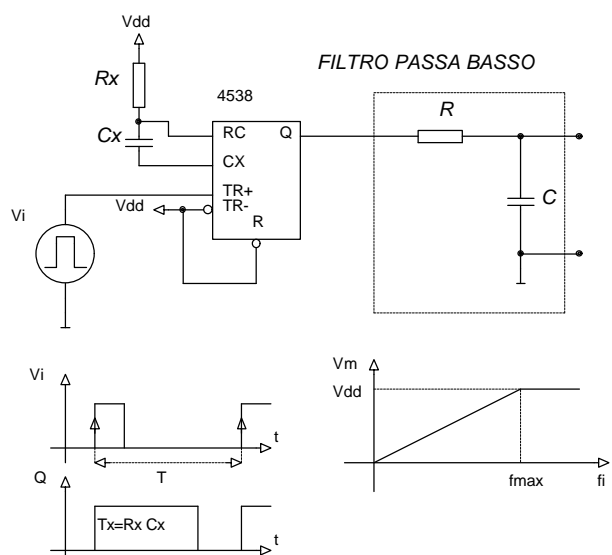 Vdd
FILTRO PASSA BASSO
Rx
4538
R
Cx
RC
Q
CX
TR+
Vdd
TR-
R
Vi
C
Vi
Vm
Vdd
t
T
fmax
fi
Q
Tx=Rx Cx
t